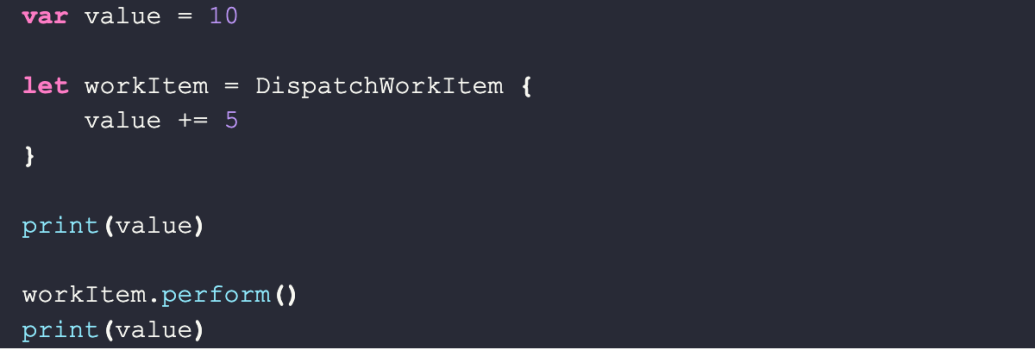 var value = 10
let workItem = DispatchWorkItem {
    value += 5
}
print(value)
workItem.perform()
print(value)